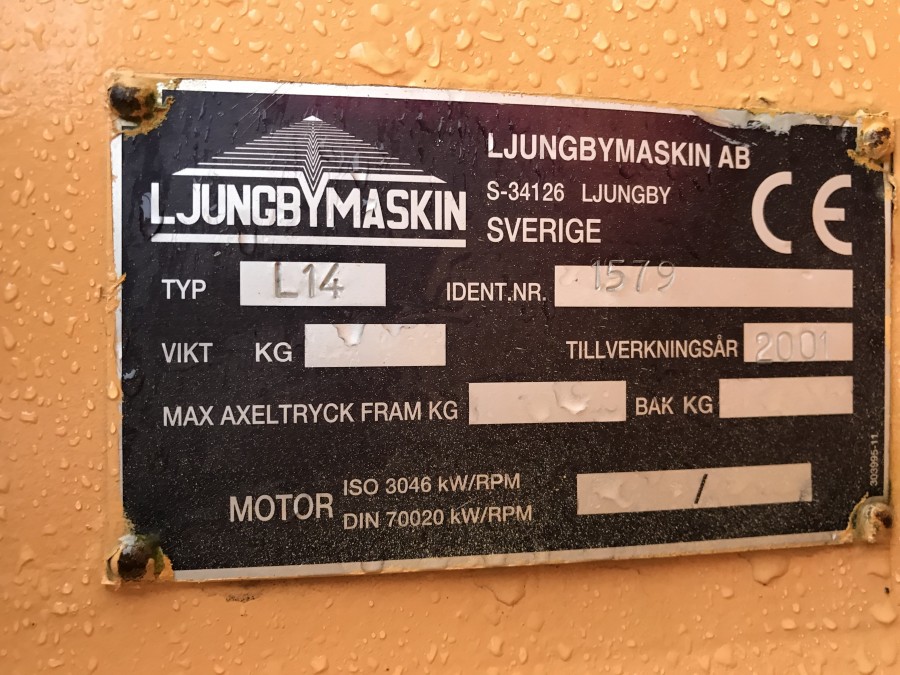 LJUNGBYMASKIN
LJUNGBYMASKIN AB
S-34126 LJUNGBY
SVERIGE
CE
TYP L14 IDENT.NR. 1579
VIKT KG TILLVERKNINGSÅR 2001
MAX AXELTRYCK FRAM KG BAK KG
MOTOR ISO 3046 kW/RPM /
DIN 70020 kW/RPM
303995-11